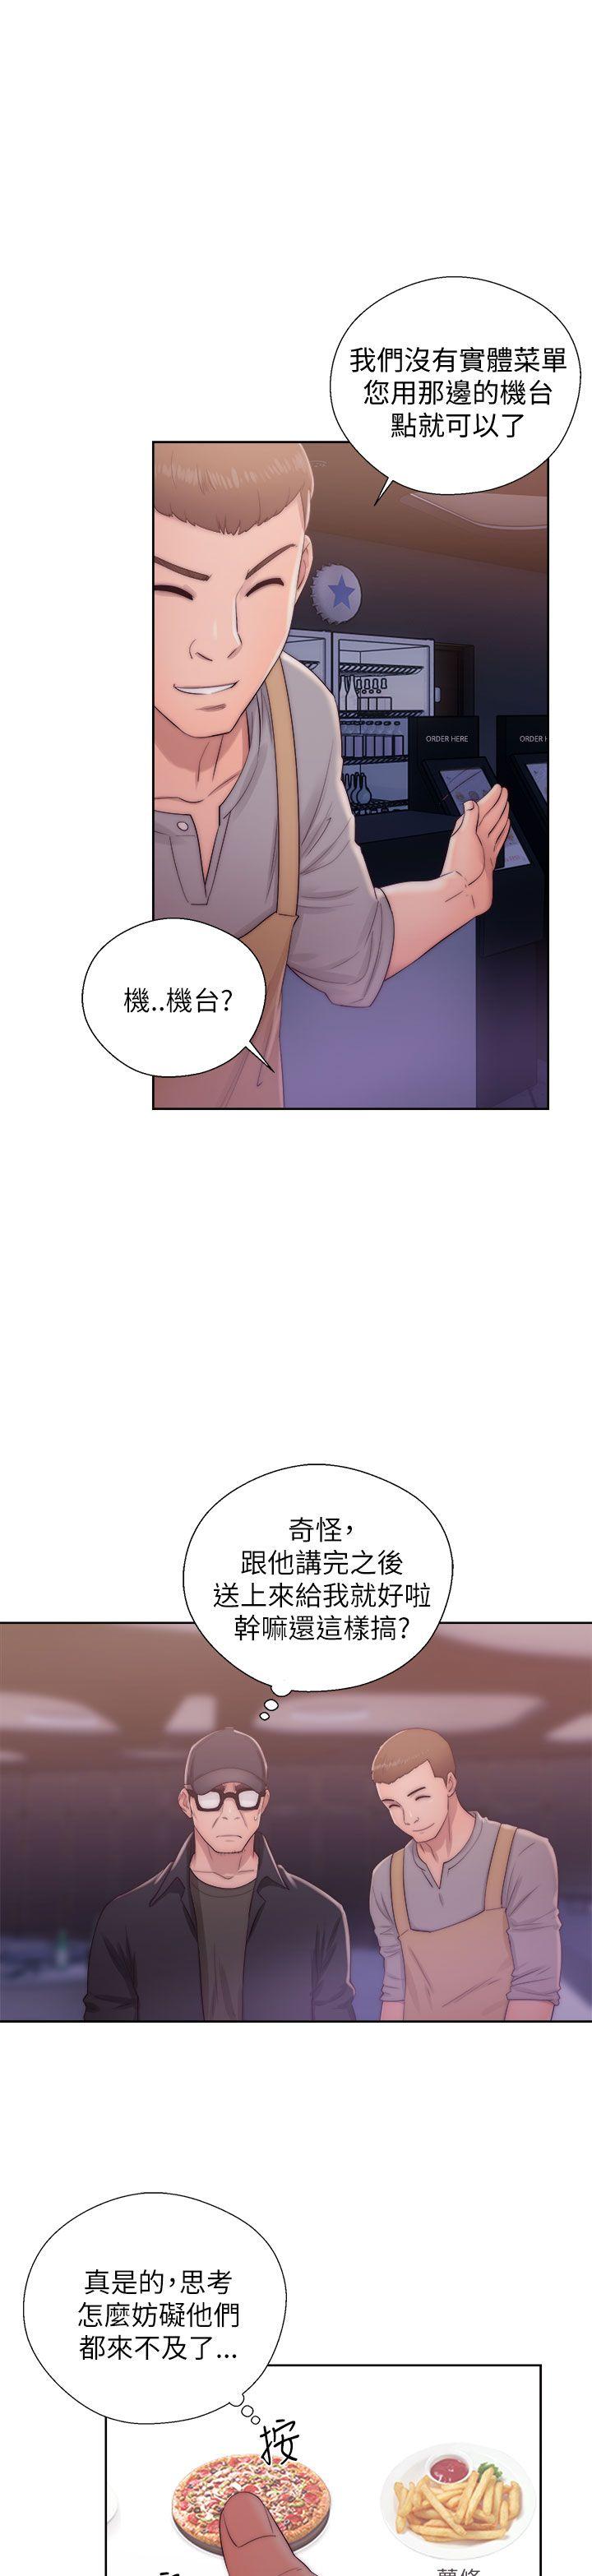 我們沒有實體菜單
您用那邊的機台
點就可以了
ORDER HERE
ORDER HERE
機..機台?
奇怪,
跟他講完之後
送上來給我就好啦
幹嘛還這樣搞?
真是的,思考
怎麼妨礙他們
都來不及了...
按